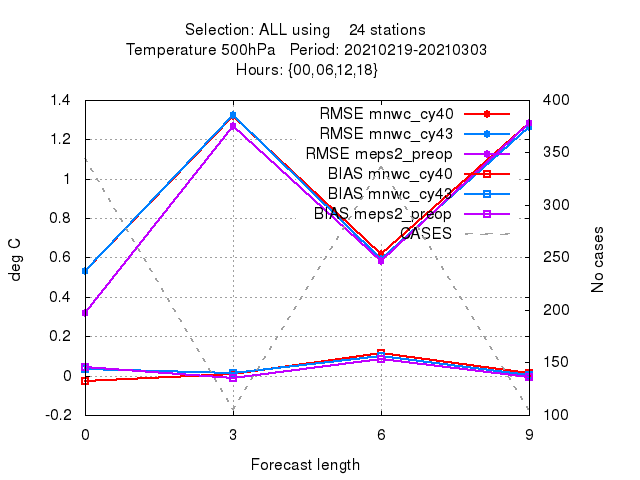 Selection: ALL using    24 stations
Temperature 500hPa   Period: 20210219-20210303
Hours: {00,06,12,18}
1.4
1.2
1
0.8
0.6
0.4
0.2
0
-0.2
deg C
RMSE mnwc_cy40
RMSE mnwc_cy43
RMSE meps2_preop
BIAS mnwc_cy40
BIAS mnwc_cy43
BIAS meps2_preop
CASES
400
350
300
250
200
150
100
No cases
0 3 6 9
Forecast length